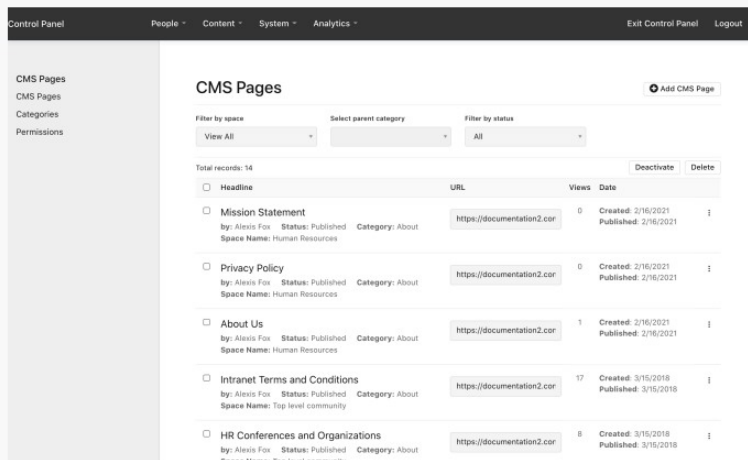 Control Panel People Content System Analytics Exit Control Panel Logout
CMS Pages
CMS Pages
Categories
Permissions
CMS Pages
Add CMS Page
Filter by space Select parent category Filter by status
View All All
Total records: 14 Deactivate Delete
Headline URL Views Date
Mission Statement https://documentation2.cor 0 Created: 2/16/2021
by: Alexis Fox Status: Published Category: About Published: 2/16/2021
Space Name: Human Resources
Privacy Policy https://documentation2.cor 0 Created: 2/16/2021
by: Alexis Fox Status: Published Category: About Published: 2/16/2021
Space Name: Human Resources
About Us https://documentation2.cor 1 Created: 2/16/2021
by: Alexis Fox Status: Published Category: About Published: 2/16/2021
Space Name: Human Resources
Intranet Terms and Conditions https://documentation2.cor 17 Created: 3/15/2018
by: Alexis Fox Status: Published Category: About Published: 3/15/2018
Space Name: Top level community
HR Conferences and Organizations https://documentation2.cor 8 Created: 3/15/2018
by: Alexis Fox Status: Published Category: About Published: 3/15/2018